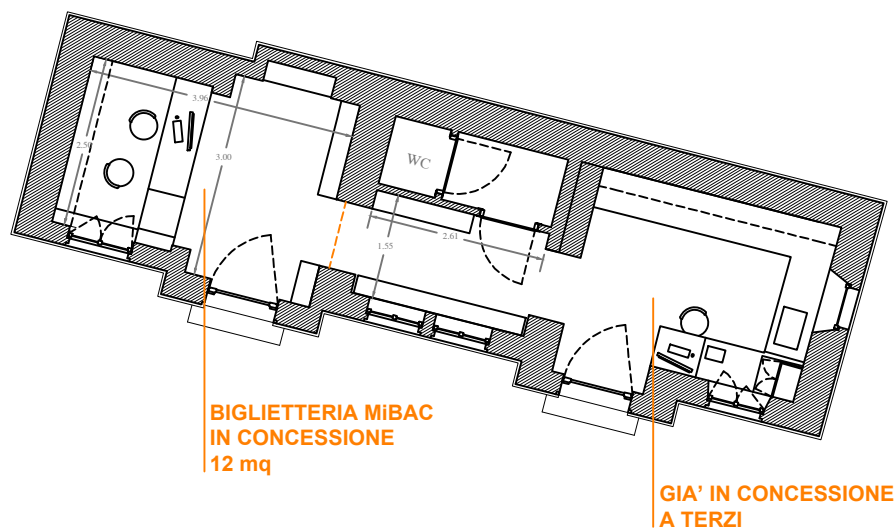 3.96
2.50
3.00
WC
2.61
1.55
BIGLIETTERIA MiBAC
IN CONCESSIONE
12 mq
GIA’ IN CONCESSIONE
A TERZI